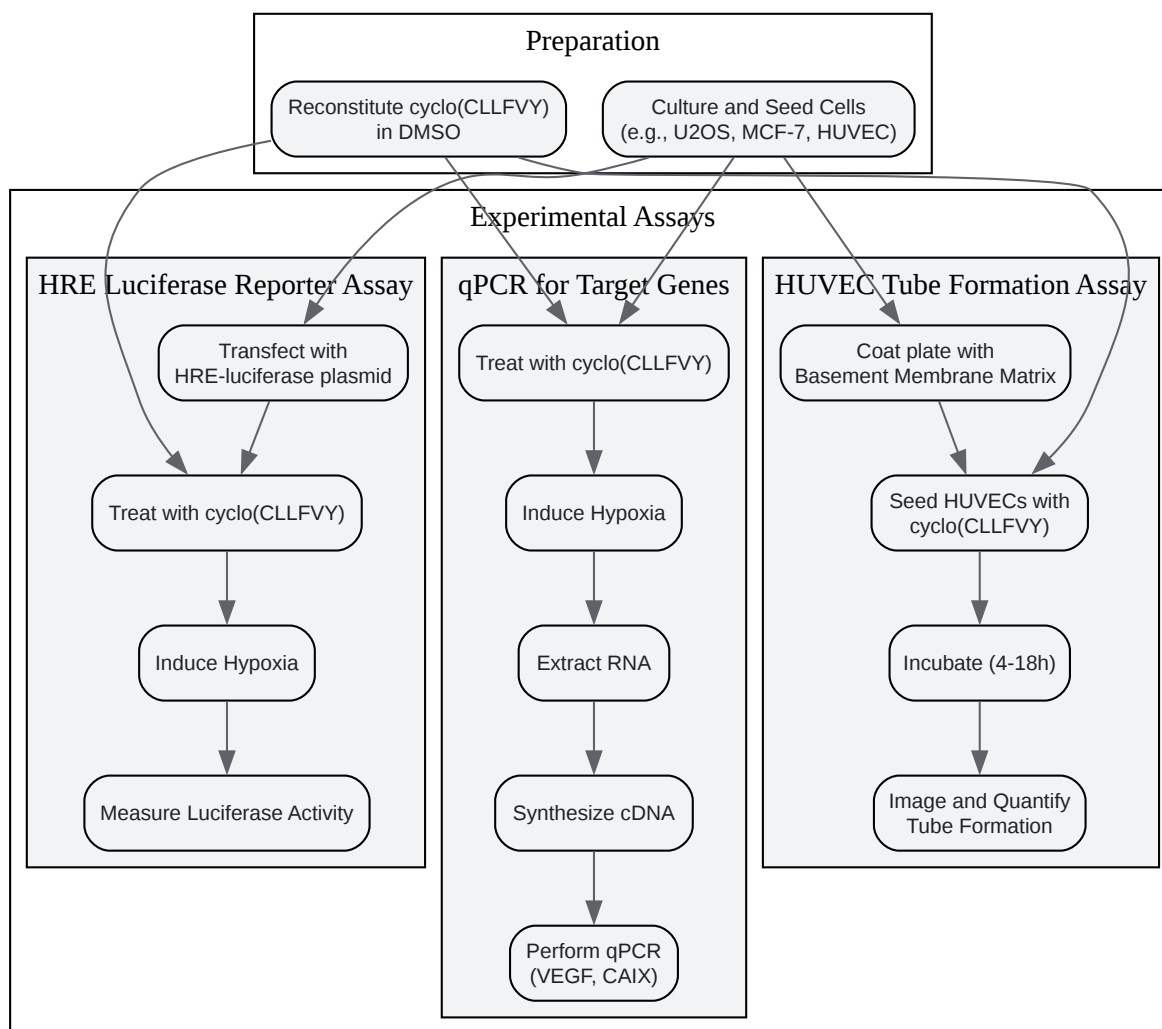 Preparation
Reconstitute cyclo(CLLFVY)
in DMSO
Culture and Seed Cells
(e.g., U2OS, MCF-7, HUVEC)
Experimental Assays
HRE Luciferase Reporter Assay
Transfect with
HRE-luciferase plasmid
Treat with cyclo(CLLFVY)
Induce Hypoxia
Measure Luciferase Activity
qPCR for Target Genes
Treat with cyclo(CLLFVY)
Induce Hypoxia
Extract RNA
Synthesize cDNA
Perform qPCR
(VEGF, CAIX)
HUVEC Tube Formation Assay
Coat plate with
Basement Membrane Matrix
Seed HUVECs with
cyclo(CLLFVY)
Incubate (4-18h)
Image and Quantify
Tube Formation